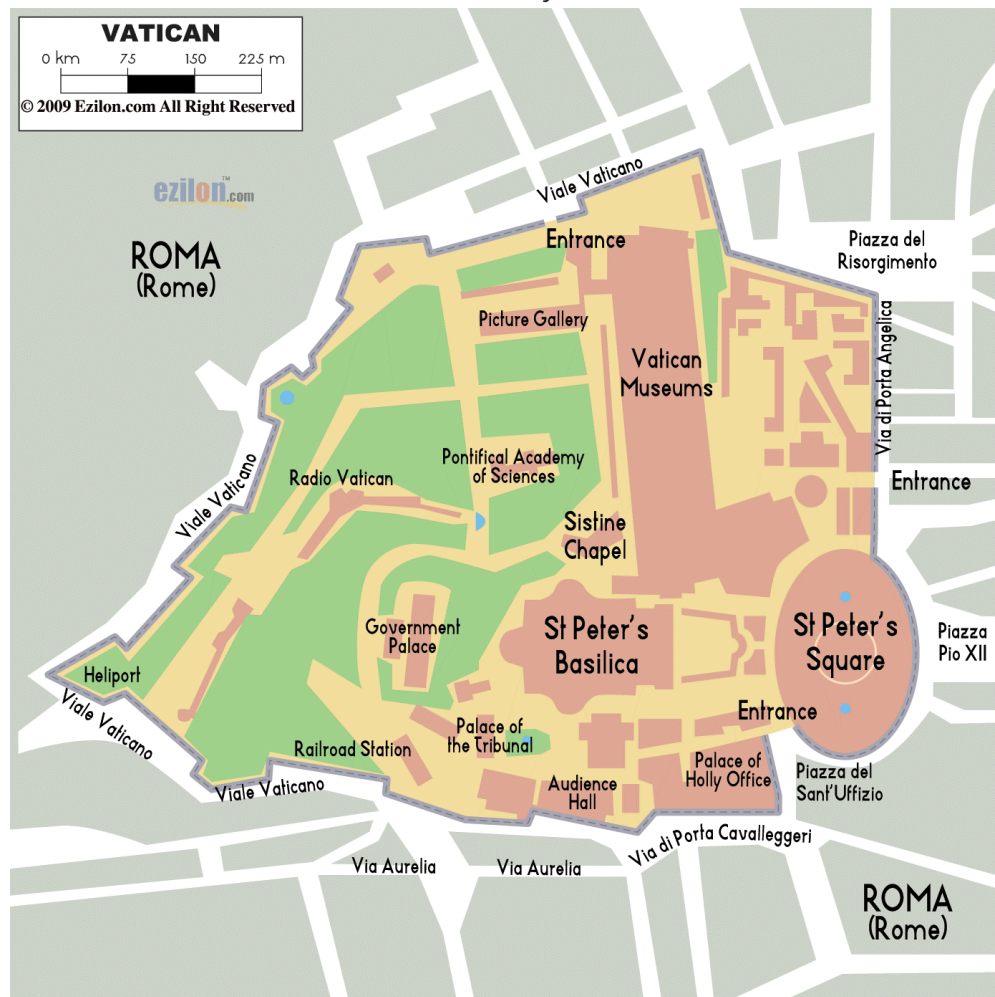 VATICAN
0 km 75 150 225 m
© 2009 Ezilon.com All Right Reserved
ezilon.com
™
ROMA
(Rome)
Viale Vaticano
Entrance
Piazza del
Risorgimento
Picture Gallery
Vatican
Museums
Via di Porta Angelica
Pontifical Academy
of Sciences
Radio Vatican
Viale Vaticano
Entrance
Sistine
Chapel
Government
Palace
St Peter's
Basilica
St Peter's
Square
Piazza
Pio XII
Heliport
Viale Vaticano
Entrance
Palace of
the Tribunal
Railroad Station
Palace of
Holly Office
Piazza del
Sant'Uffizio
Viale Vaticano
Audience
Hall
Via di Porta Cavalleggeri
Via Aurelia
Via Aurelia
ROMA
(Rome)